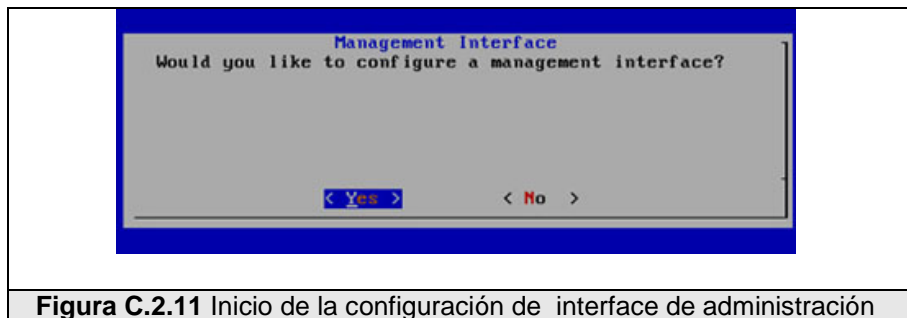 Management Interface
Would you like to configure a management interface?
< Yes > < No >
Figura C.2.11 Inicio de la configuración de interface de administración